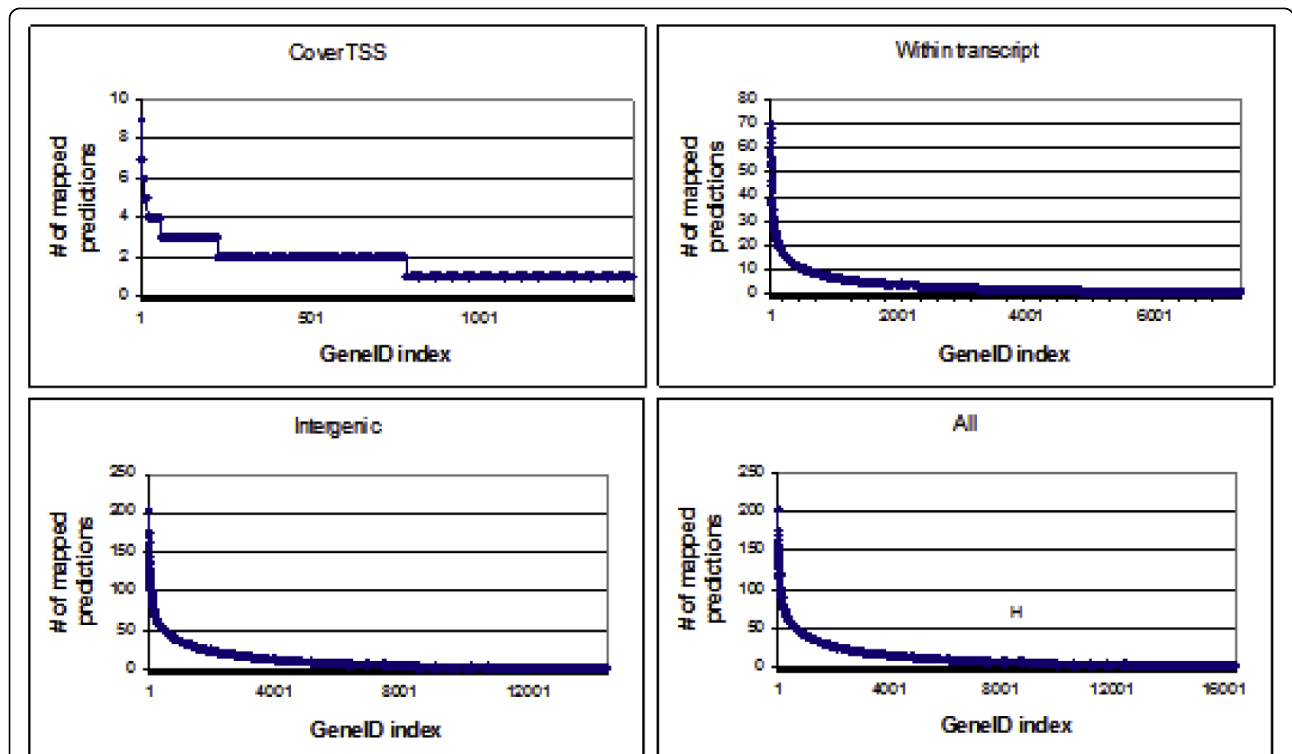 Cover TSS
10
8
6
4
2
0
# of mapped predictions
1 501 1001
GeneID index
Within transcript
80
70
60
50
40
30
20
10
0
# of mapped predictions
1 2001 4001 6001
GeneID index
Intergenic
250
200
150
100
50
0
# of mapped predictions
1 4001 8001 12001
GeneID index
All
250
200
150
100
50
0
# of mapped predictions
H
1 4001 8001 12001 16001
GeneID index